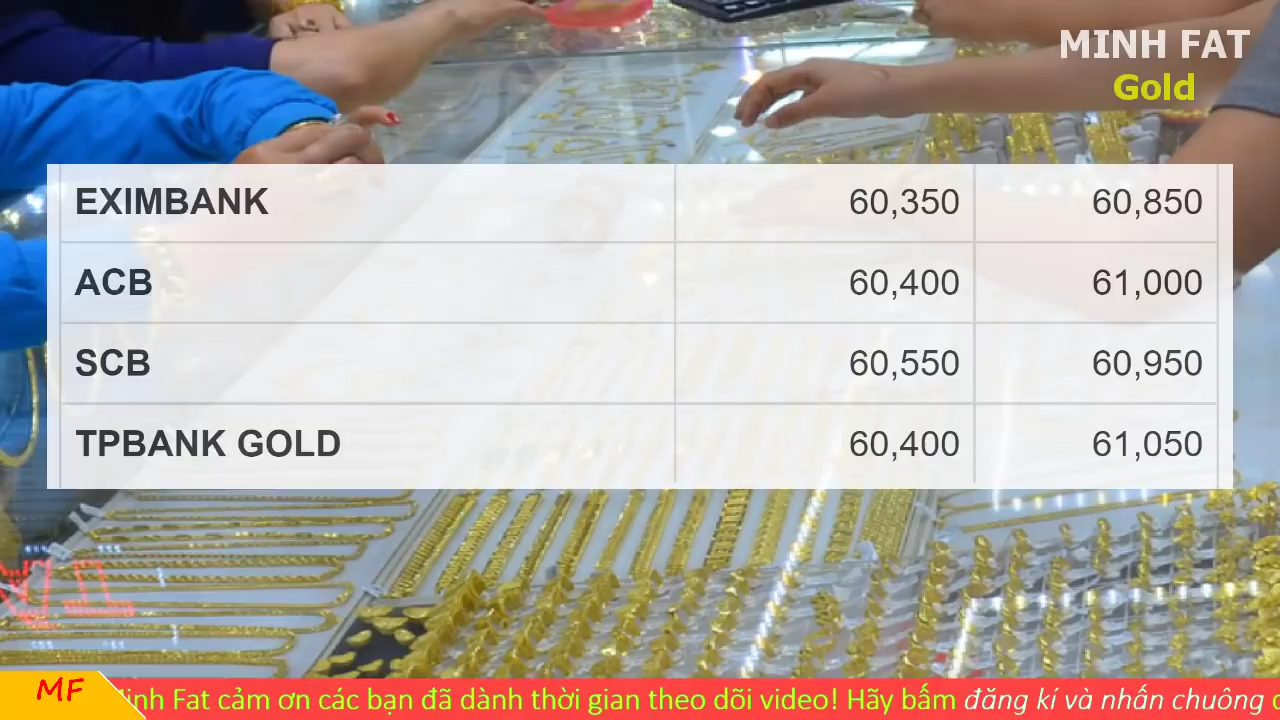 MINH FAT
Gold
EXIMBANK 60,350 60,850
ACB 60,400 61,000
SCB 60,550 60,950
TPBANK GOLD 60,400 61,050
MF
Fat cảm ơn các bạn đã dành thời gian theo dõi video! Hãy bấm đăng kí và nhấn chuông